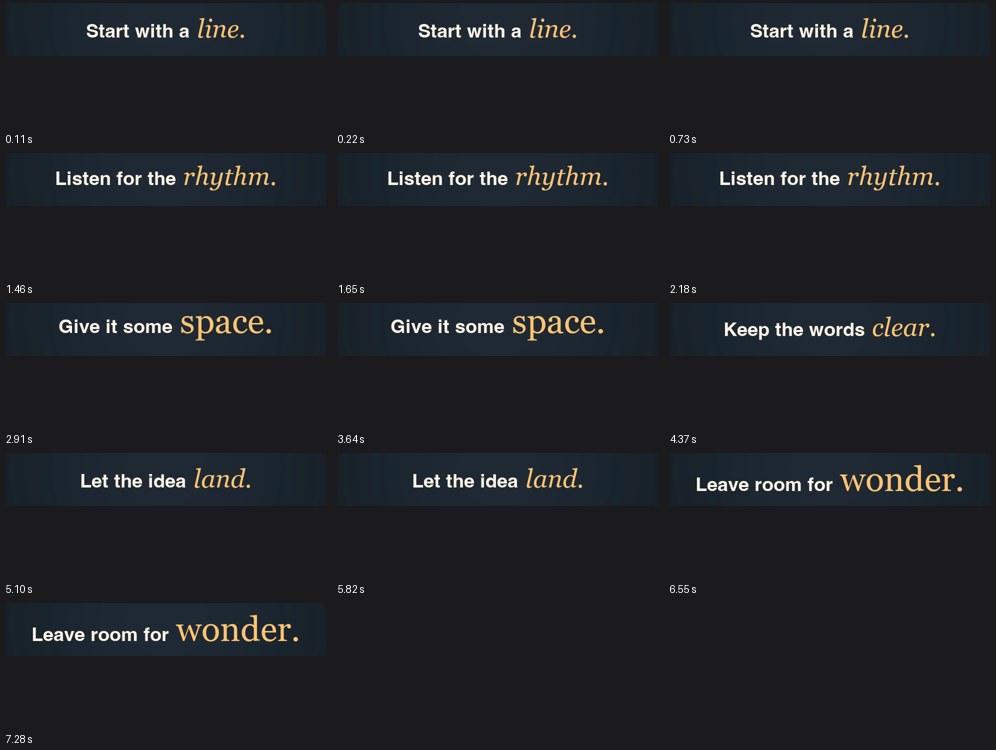 Start with a line. Start with a line. Start with a line.
0.11 s 0.22 s 0.73 s
Listen for the rhythm. Listen for the rhythm. Listen for the rhythm.
1.46 s 1.65 s 2.18 s
Give it some space. Give it some space. Keep the words clear.
2.91 s 3.64 s 4.37 s
Let the idea land. Let the idea land. Leave room for wonder.
5.10 s 5.82 s 6.55 s
Leave room for wonder.
7.28 s